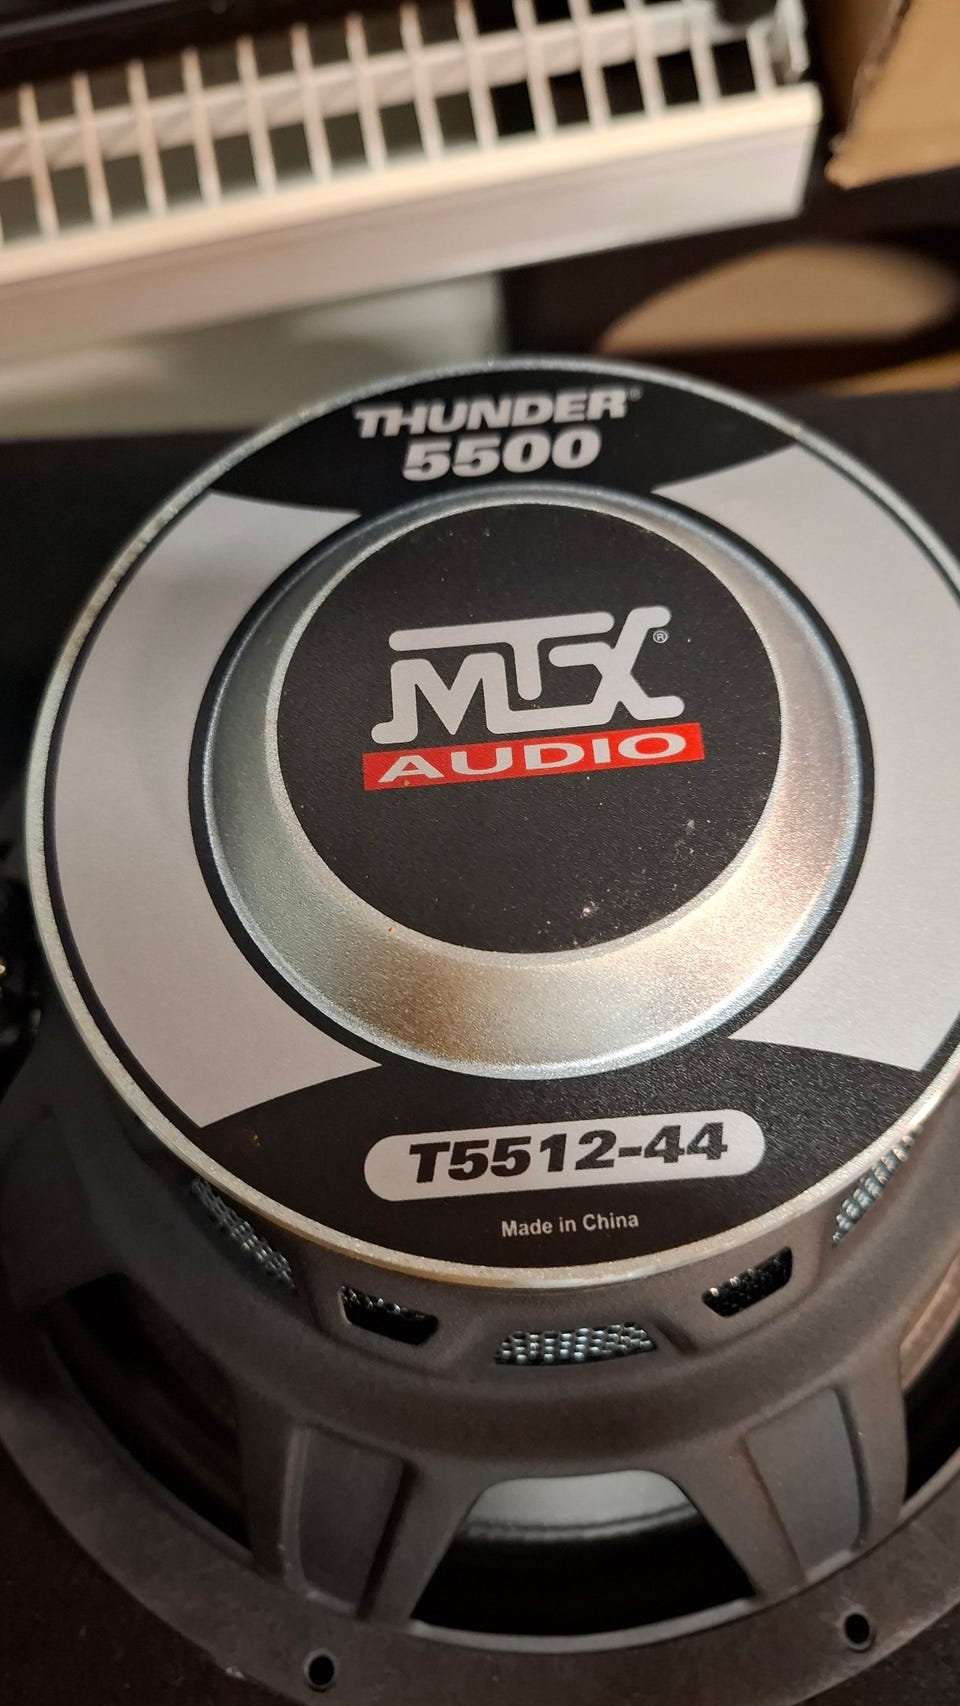 THUNDER®
5500
MTX®
AUDIO
T5512-44
Made in China